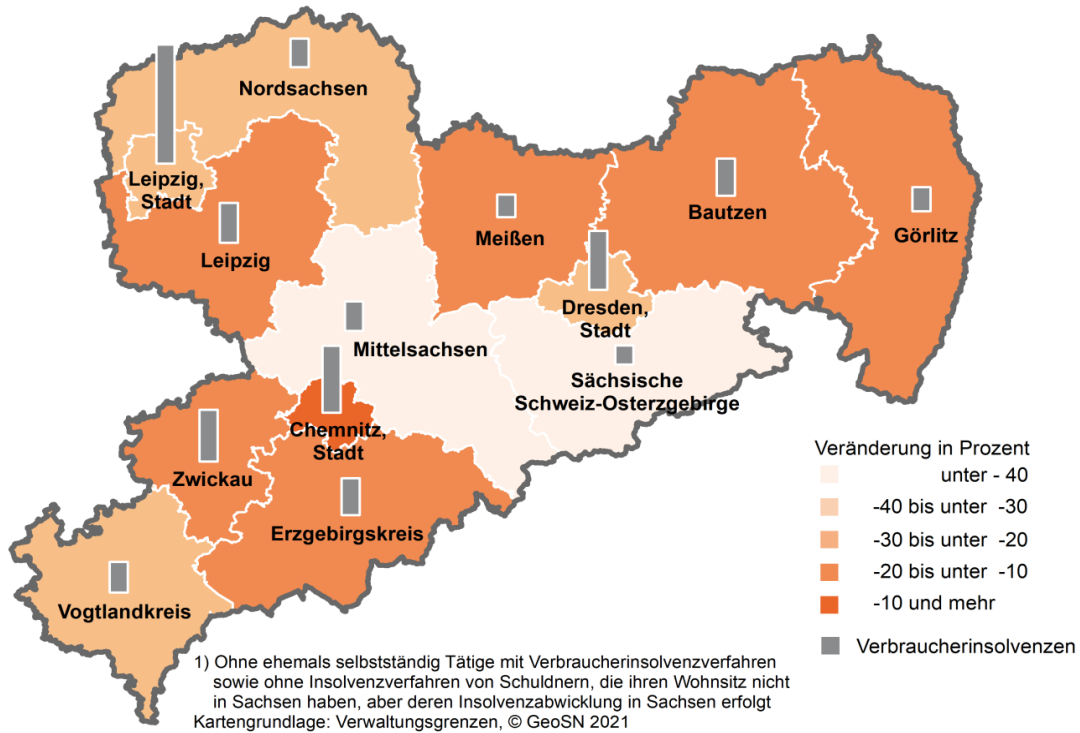 Nordsachsen
Leipzig,
Stadt
Leipzig
Meißen
Bautzen
Görlitz
Dresden,
Stadt
Mittelsachsen
Sächsische
Schweiz-Osterzgebirge
Chemnitz,
Stadt
Zwickau
Erzgebirgskreis
Vogtlandkreis
Veränderung in Prozent
unter - 40
-40 bis unter -30
-30 bis unter -20
-20 bis unter -10
-10 und mehr
Verbraucherinsolvenzen
1) Ohne ehemals selbstständig Tätige mit Verbraucherinsolvenzverfahren
sowie ohne Insolvenzverfahren von Schuldnern, die ihren Wohnsitz nicht
in Sachsen haben, aber deren Insolvenzabwicklung in Sachsen erfolgt
Kartengrundlage: Verwaltungsgrenzen, © GeoSN 2021